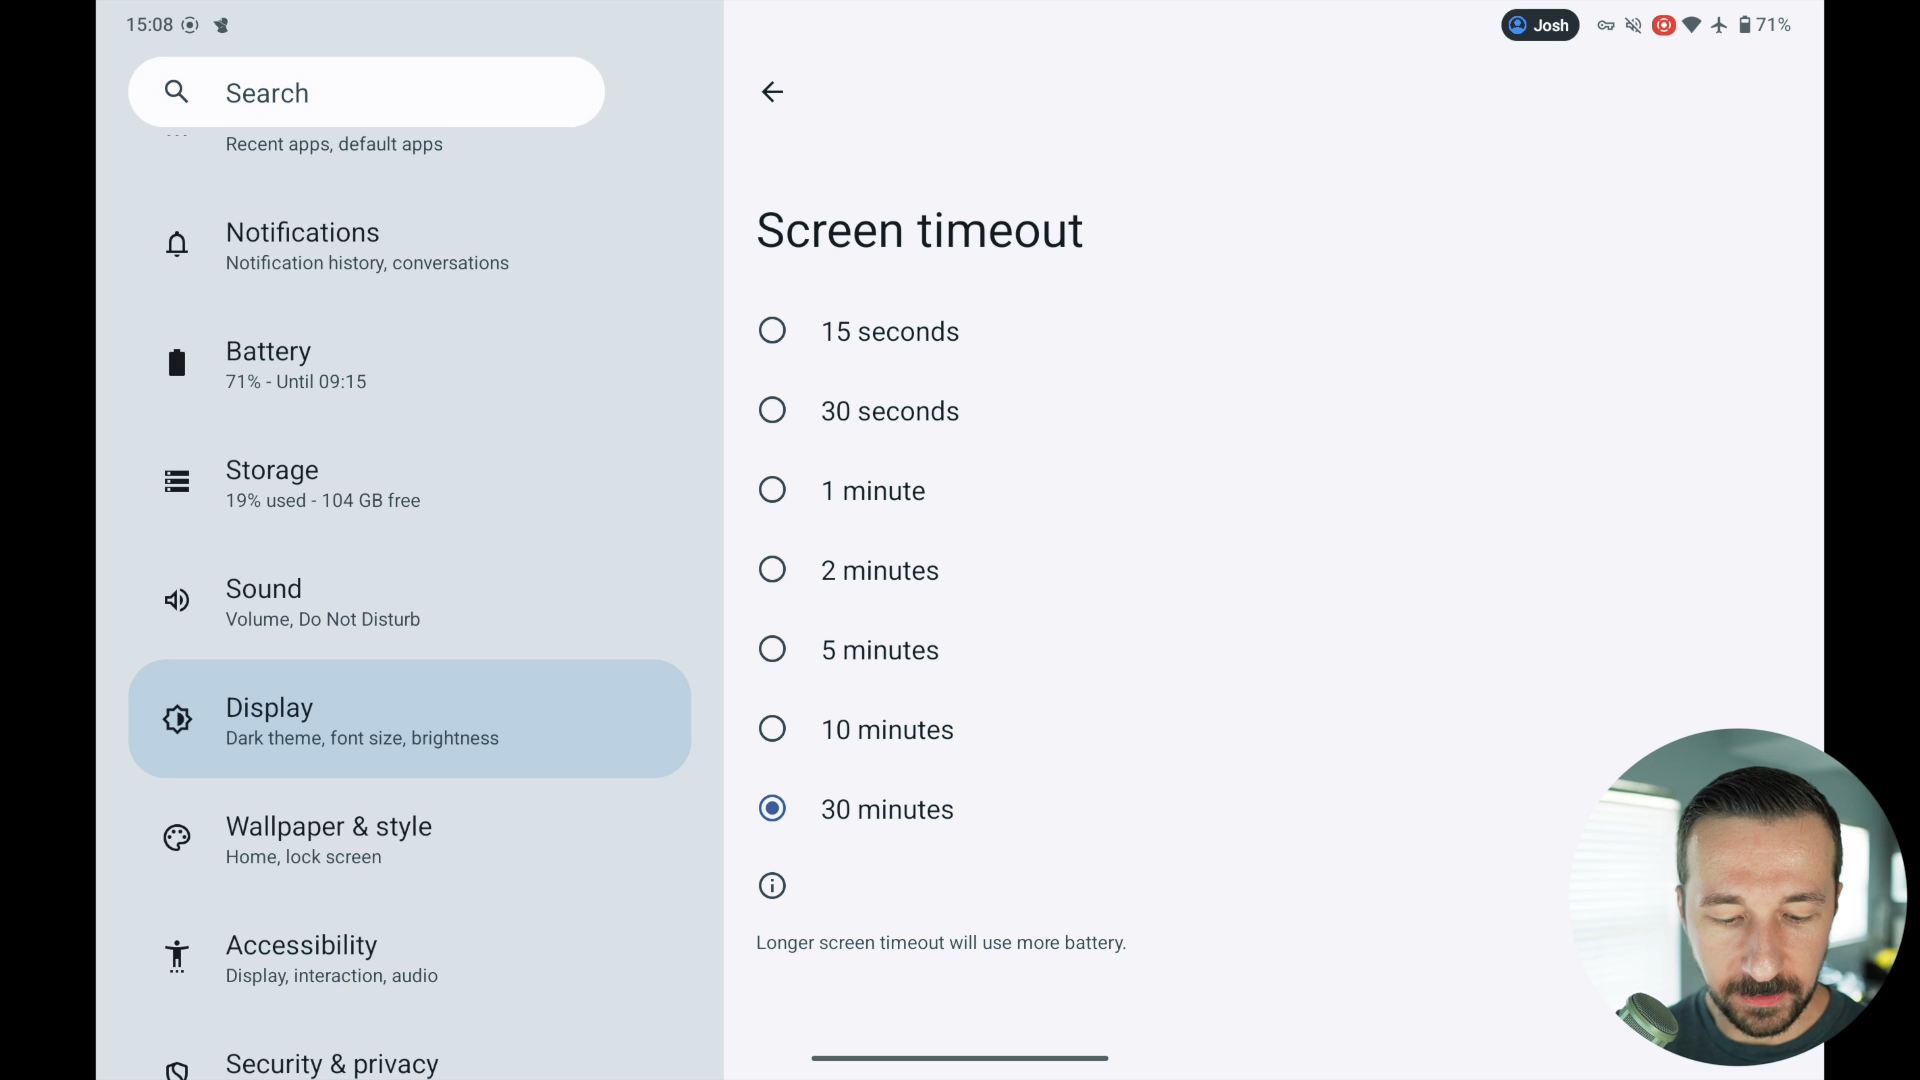 15:08
Josh
71%
Search
Recent apps, default apps
Notifications
Notification history, conversations
Battery
71% - Until 09:15
Storage
19% used - 104 GB free
Sound
Volume, Do Not Disturb
Display
Dark theme, font size, brightness
Wallpaper & style
Home, lock screen
Accessibility
Display, interaction, audio
Security & privacy
Screen timeout
15 seconds
30 seconds
1 minute
2 minutes
5 minutes
10 minutes
30 minutes
Longer screen timeout will use more battery.